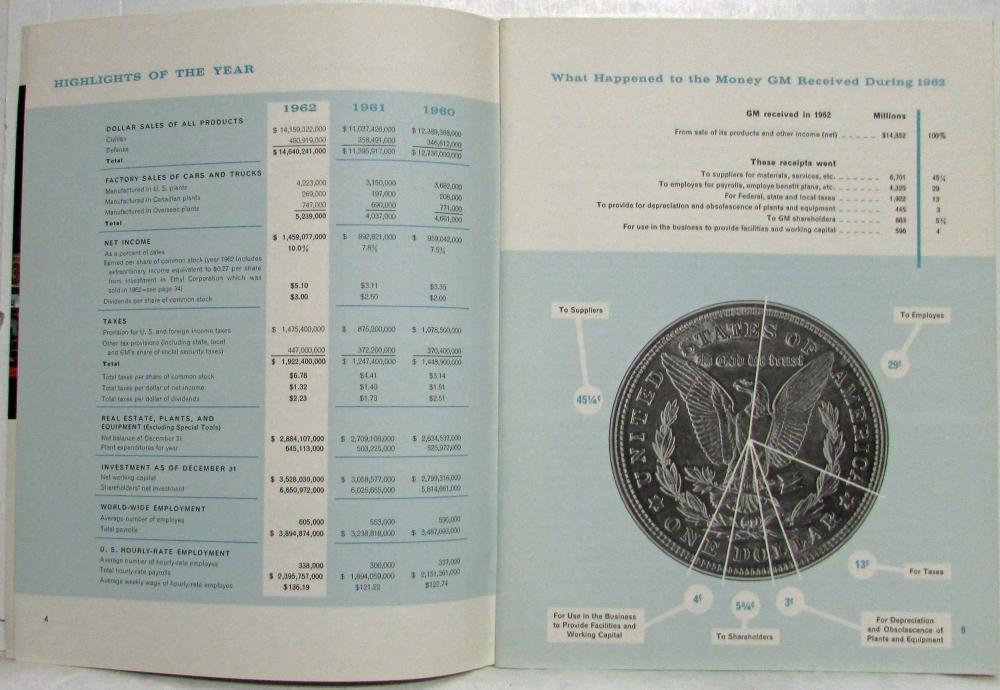 HIGHLIGHTS OF THE YEAR
1962 1961 1960
DOLLAR SALES OF ALL PRODUCTS
Civilian $ 14,159,322,000 $ 11,037,426,000 $ 12,389,388,000
Defense 480,919,000 358,491,000 346,612,000
Total $ 14,640,241,000 $ 11,395,917,000 $ 12,736,000,000
FACTORY SALES OF CARS AND TRUCKS
Manufactured in U. S. plants 4,223,000 3,150,000 3,682,000
Manufactured in Canadian plants 269,000 197,000 208,000
Manufactured in Overseas plants 747,000 690,000 771,000
Total 5,239,000 4,037,000 4,661,000
NET INCOME $ 1,459,077,000 $ 892,821,000 $ 959,042,000
As a percent of sales 10.0% 7.8% 7.5%
Earned per share of common stock (year 1962 includes
extraordinary income equivalent to $0.27 per share
from investment in Ethyl Corporation which was
sold in 1962—see page 34) $5.10 $3.11 $3.35
Dividends per share of common stock $3.00 $2.50 $2.00
TAXES
Provision for U. S. and foreign income taxes $ 1,475,400,000 $ 875,200,000 $ 1,078,500,000
Other tax provisions (including state, local
and GM's share of social security taxes) 447,000,000 372,200,000 370,400,000
Total $ 1,922,400,000 $ 1,247,400,000 $ 1,448,900,000
Total taxes per share of common stock $6.78 $4.41 $5.14
Total taxes per dollar of net income $1.32 $1.40 $1.51
Total taxes per dollar of dividends $2.23 $1.73 $2.51
REAL ESTATE, PLANTS, AND
EQUIPMENT (Excluding Special Tools)
Net balance at December 31 $ 2,884,107,000 $ 2,709,108,000 $ 2,634,537,000
Plant expenditures for year 645,113,000 503,225,000 525,972,000
INVESTMENT AS OF DECEMBER 31
Net working capital $ 3,528,030,000 $ 3,058,577,000 $ 2,799,316,000
Shareholders' net investment 6,650,972,000 6,025,655,000 5,814,661,000
WORLD-WIDE EMPLOYMENT
Average number of employes 605,000 553,000 595,000
Total payrolls $ 3,894,874,000 $ 3,238,818,000 $ 3,487,093,000
U. S. HOURLY-RATE EMPLOYMENT
Average number of hourly-rate employes 338,000 300,000 337,000
Total hourly-rate payrolls $ 2,395,757,000 $ 1,894,059,000 $ 2,151,361,000
Average weekly wage of hourly-rate employes $136.19 $121.22 $122.74
4
What Happened to the Money GM Received During 1962
GM received in 1962 Millions
From sale of its products and other income (net) $14,852 100%
These receipts went
To suppliers for materials, services, etc. 6,701 45¼
To employes for payrolls, employe benefit plans, etc. 4,325 29
For Federal, state and local taxes 1,922 13
To provide for depreciation and obsolescence of plants and equipment 445 3
To GM shareholders 863 5¾
For use in the business to provide facilities and working capital 596 4
To Suppliers
45¼¢
To Employes
29¢
UNITED STATES OF AMERICA
In God we trust
ONE DOLLAR
13¢
For Taxes
4¢
5¾¢
3¢
For Use in the Business
to Provide Facilities and
Working Capital
To Shareholders
For Depreciation
and Obsolescence of
Plants and Equipment
5